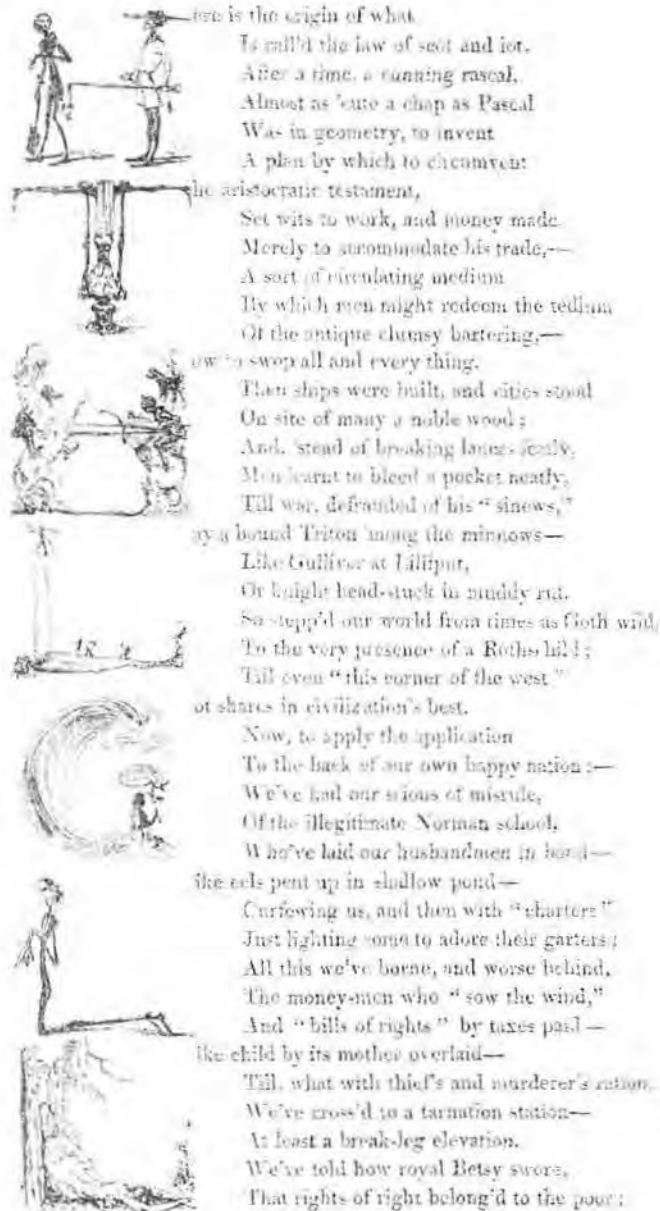 ere is the origin of what
Is call'd the law of scot and lot.
After a time, a cunning rascal,
Almost as 'cute a chap as Pascal
Was in geometry, to invent
A plan by which to circumvent
he aristocratic testament,
Set wits to work, and money made
Merely to accommodate his trade,—
A sort of circulating medium
By which men might redeem the tedium
Of the antique clumsy bartering,—
ow to swop all and every thing.
Then ships were built, and cities stood
On site of many a noble wood;
And, 'stead of breaking lances featly,
Men learnt to bleed a pocket neatly,
Till war, defrauded of his "sinews,"
ay a bound Triton 'mong the minnows—
Like Gulliver at Lilliput,
Or knight head-stuck in muddy rut.
So stepp'd our world from times as Goth wild,
To the very presence of a Rothschild;
Till even "this corner of the west"
ot shares in civilization's best.
Now, to apply the application
To the back of our own happy nation:—
We've had our scions of misrule,
Of the illegitimate Norman school,
Who've laid our husbandmen in bond—
ike eels pent up in shallow pond—
Curfewing us, and then with "charters"
Just lighting some to adore their garters;
All this we've borne, and worse behind,
The money-men who "sow the wind,"
And "bills of rights" by taxes paid—
ike child by its mother overlaid—
Till, what with thief's and murderer's ration,
We've cross'd to a tarnation station—
At least a break-leg elevation.
We've told how royal Betsy swore,
That rights of right belong'd to the poor;